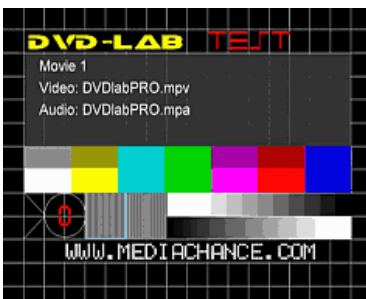 DVD-LAB TEST
Movie 1
Video: DVDlabPRO.mpv
Audio: DVDlabPRO.mpa
0
WWW.MEDIACHANCE.COM